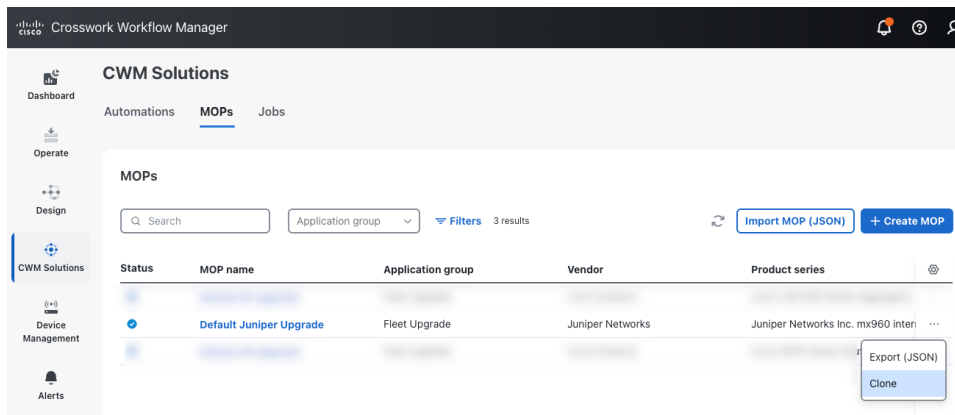 CISCO Crosswork Workflow Manager
Dashboard
Operate
Design
CWM Solutions
Device
Management
Alerts
CWM Solutions
Automations MOPs Jobs
MOPs
Search Application group Filters 3 results Import MOP (JSON) + Create MOP
Status MOP name Application group Vendor Product series
Default Juniper Upgrade Fleet Upgrade Juniper Networks Juniper Networks Inc. mx960 inter ...
Export (JSON)
Clone